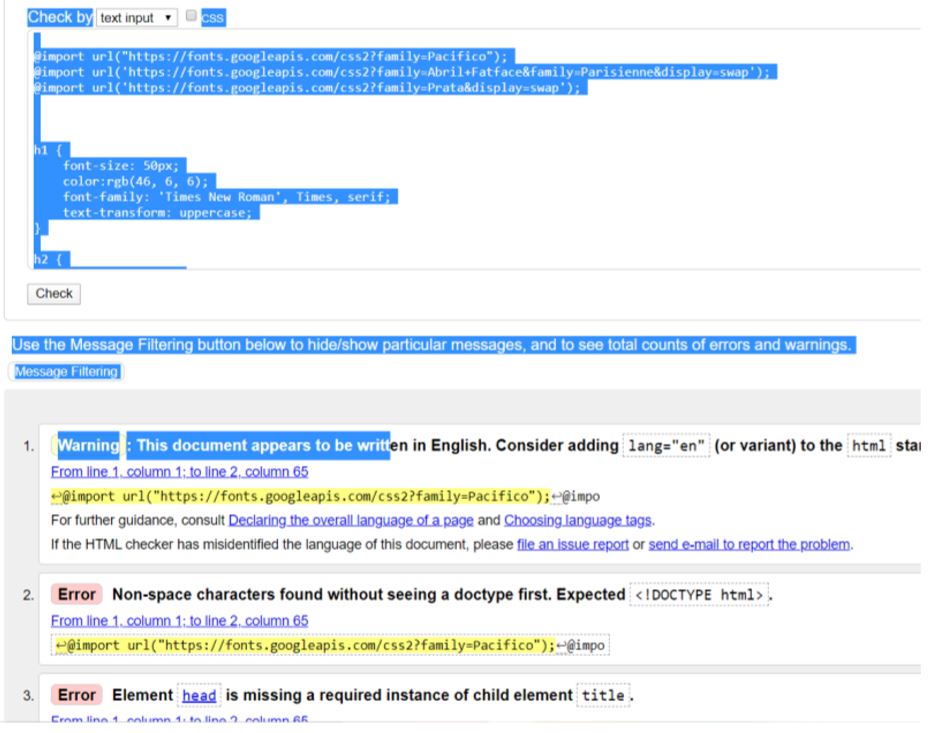 Check by text input css
@import url("https://fonts.googleapis.com/css2?family=Pacifico");
@import url('https://fonts.googleapis.com/css2?family=Abril+Fatface&family=Parisienne&display=swap');
@import url('https://fonts.googleapis.com/css2?family=Prata&display=swap');
h1 {
font-size: 50px;
color:rgb(46, 6, 6);
font-family: 'Times New Roman', Times, serif;
text-transform: uppercase;
}
h2 {
Check
Use the Message Filtering button below to hide/show particular messages, and to see total counts of errors and warnings.
Message Filtering
1. Warning : This document appears to be written in English. Consider adding lang="en" (or variant) to the html star
From line 1, column 1; to line 2, column 65
↩@import url("https://fonts.googleapis.com/css2?family=Pacifico");↩@impo
For further guidance, consult Declaring the overall language of a page and Choosing language tags.
If the HTML checker has misidentified the language of this document, please file an issue report or send e-mail to report the problem.
2. Error Non-space characters found without seeing a doctype first. Expected <!DOCTYPE html>.
From line 1, column 1; to line 2, column 65
↩@import url("https://fonts.googleapis.com/css2?family=Pacifico");↩@impo
3. Error Element head is missing a required instance of child element title.
From line 1, column 1; to line 2, column 65